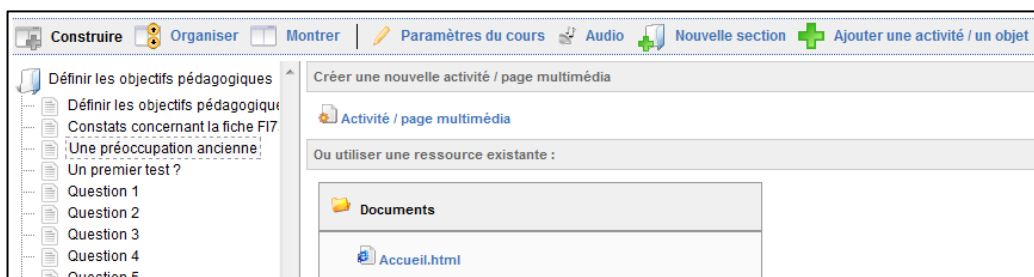 Construire Organiser Montrer Paramètres du cours Audio Nouvelle section Ajouter une activité / un objet
Définir les objectifs pédagogiques
Définir les objectifs pédagogique
Constats concernant la fiche FI7
Une préoccupation ancienne
Un premier test ?
Question 1
Question 2
Question 3
Question 4
Question 5
Créer une nouvelle activité / page multimédia
Activité / page multimédia
Ou utiliser une ressource existante :
Documents
Accueil.html